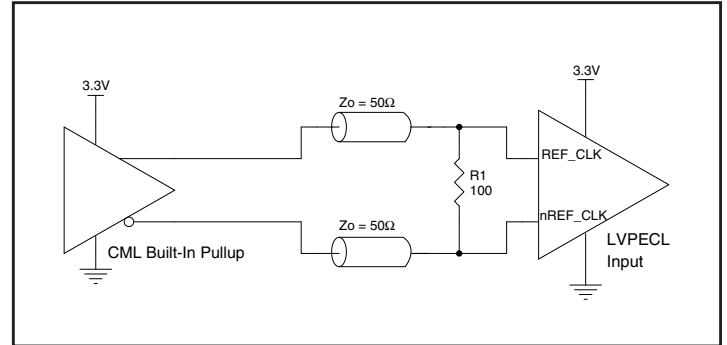 3.3V
3.3V
Zo = 50Ω
REF_CLK
R1
100
nREF_CLK
Zo = 50Ω
CML Built-In Pullup
LVPECL
Input